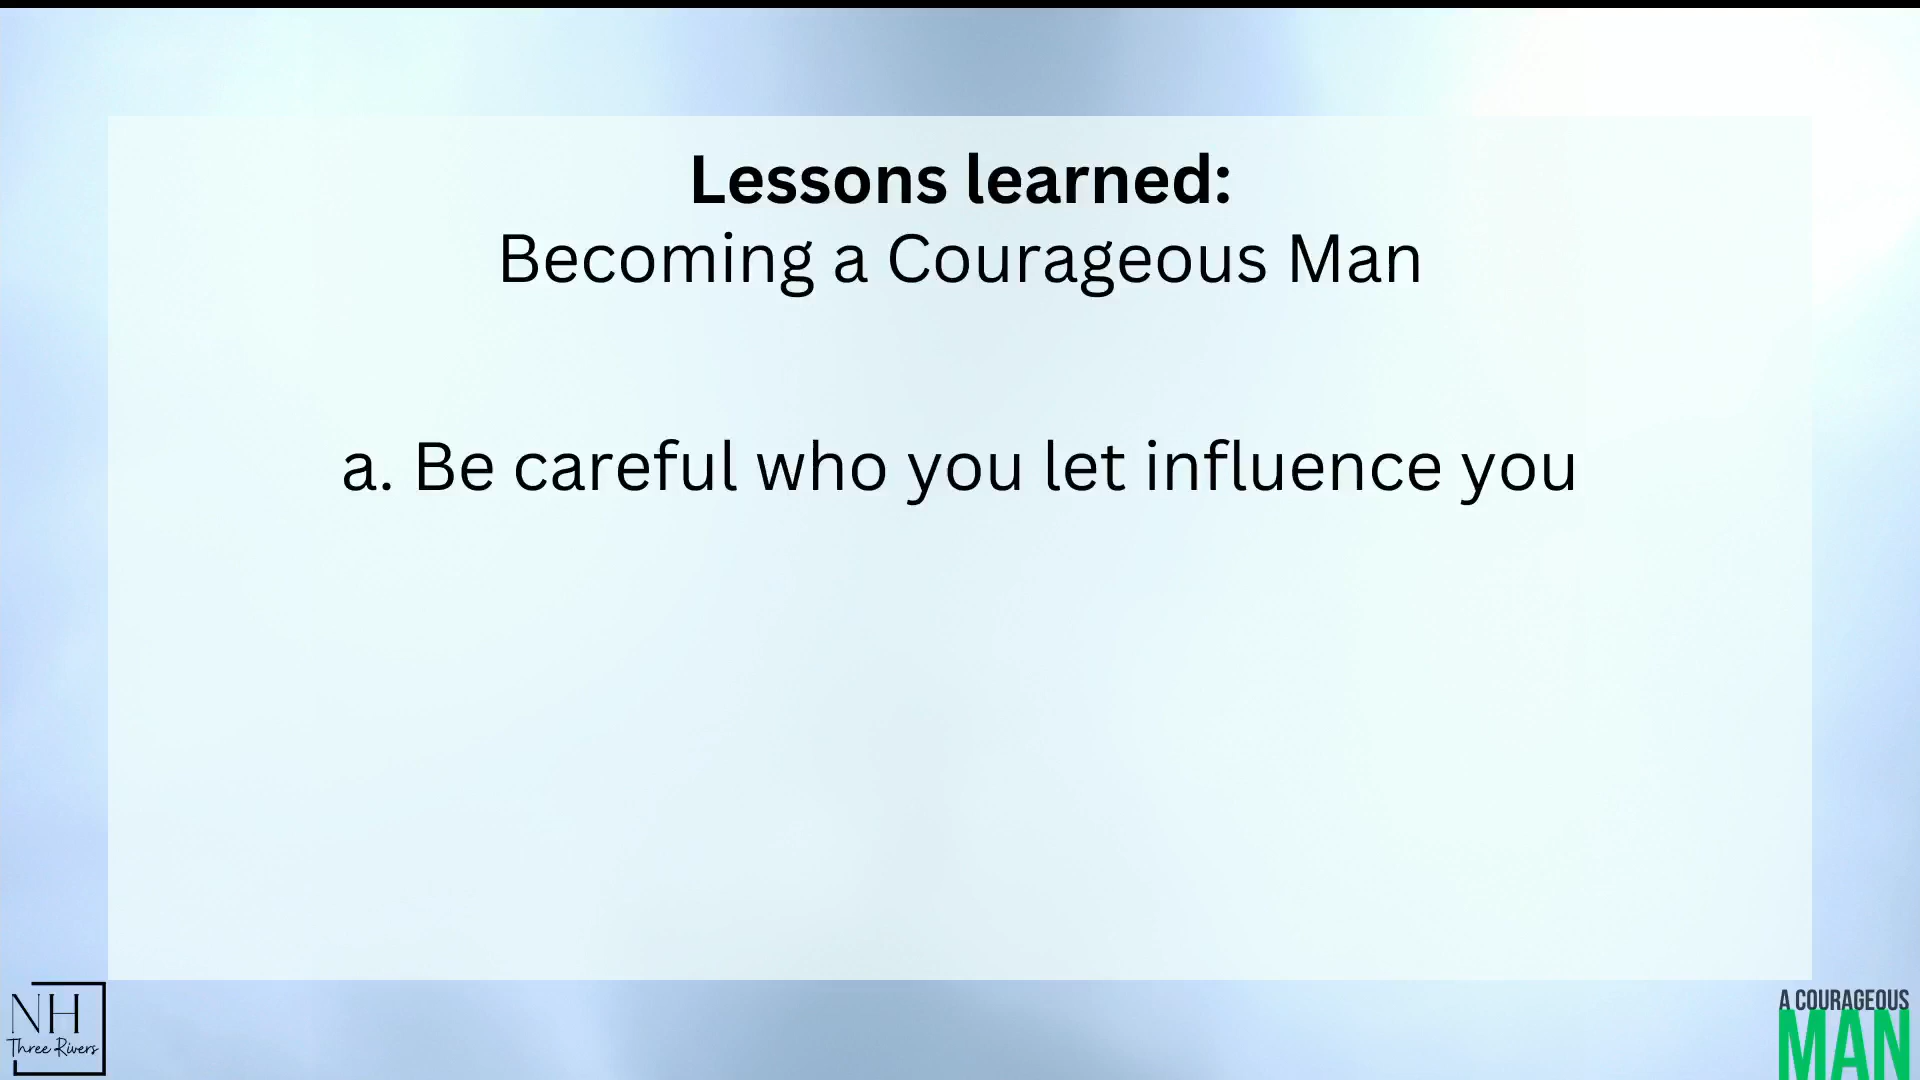 Lessons learned:
Becoming a Courageous Man
a. Be careful who you let influence you
NH
Three Rivers
A COURAGEOUS
MAN